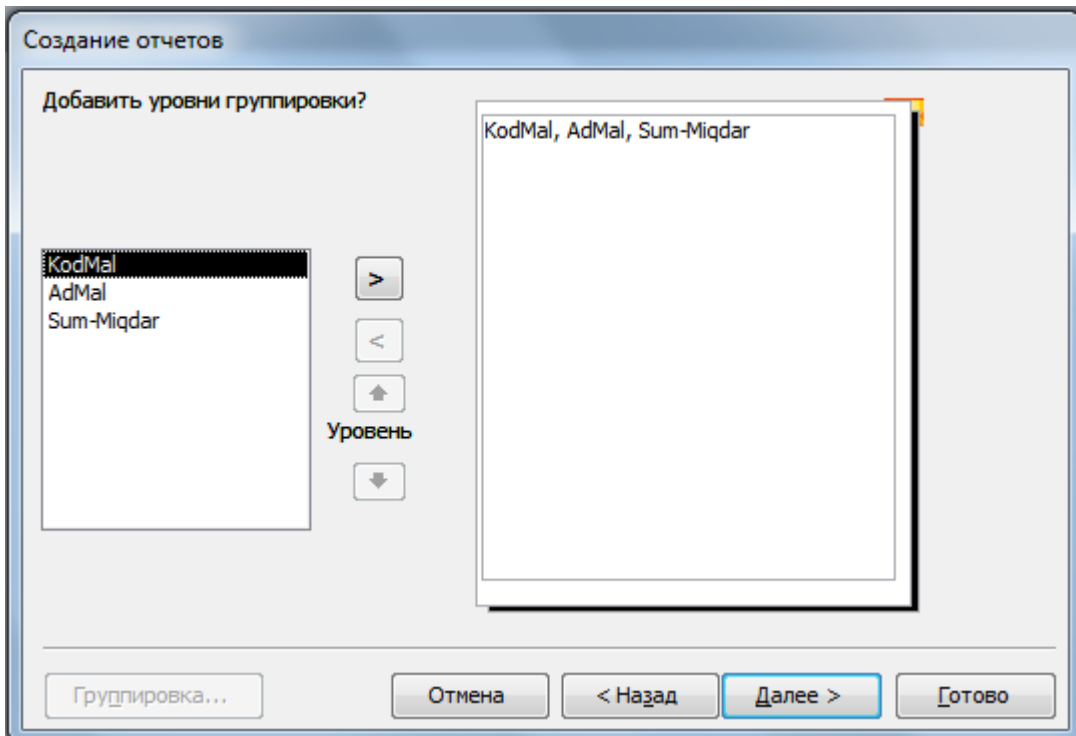 Создание отчетов
Добавить уровни группировки?
KodMal, AdMal, Sum-Miqdar
KodMal
AdMal
Sum-Miqdar
>
<
Уровень
Группировка...
Отмена
< Назад
Далее >
Готово